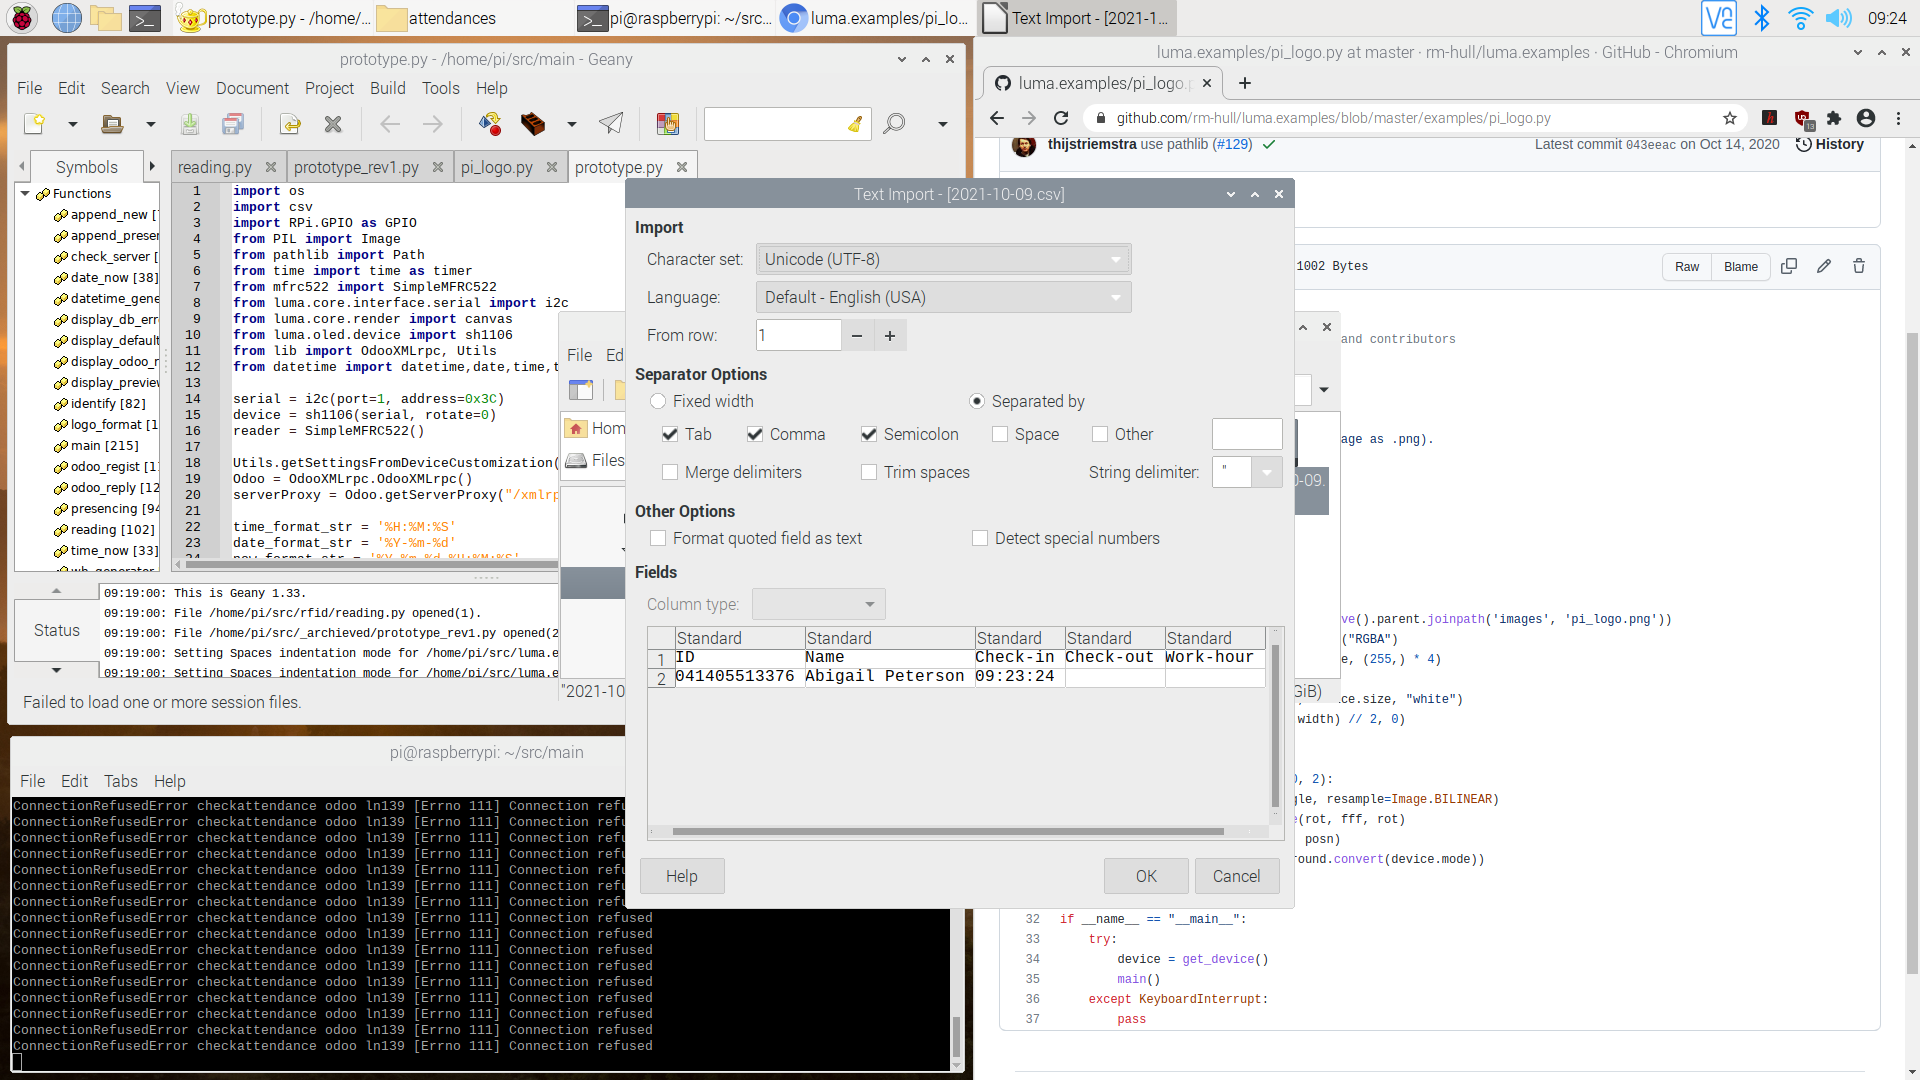 prototype.py - /home/...
attendances
pi@raspberrypi: ~/src...
luma.examples/pi_lo...
Text Import - [2021-1...
09:24
prototype.py - /home/pi/src/main - Geany
File Edit Search View Document Project Build Tools Help
Symbols
reading.py
prototype_rev1.py
pi_logo.py
prototype.py
Functions
append_new [
append_preser
check_server [
date_now [38]
datetime_gene
display_db_err
display_default
display_odoo_r
display_previev
identify [82]
logo_format [1
main [215]
odoo_regist [1
odoo_reply [12
presencing [94
reading [102]
time_now [33]
1 import os
2 import csv
3 import RPi.GPIO as GPIO
4 from PIL import Image
5 from pathlib import Path
6 from time import time as timer
7 from mfrc522 import SimpleMFRC522
8 from luma.core.interface.serial import i2c
9 from luma.core.render import canvas
10 from luma.oled.device import sh1106
11 from lib import OdooXMLrpc, Utils
12 from datetime import datetime,date,time,t
13
14 serial = i2c(port=1, address=0x3C)
15 device = sh1106(serial, rotate=0)
16 reader = SimpleMFRC522()
17
18 Utils.getSettingsFromDeviceCustomization(
19 Odoo = OdooXMLrpc.OdooXMLrpc()
20 serverProxy = Odoo.getServerProxy("/xmlrp
21
22 time_format_str = '%H:%M:%S'
23 date_format_str = '%Y-%m-%d'
Status
09:19:00: This is Geany 1.33.
09:19:00: File /home/pi/src/rfid/reading.py opened(1).
09:19:00: File /home/pi/src/_archieved/prototype_rev1.py opened(2
09:19:00: Setting Spaces indentation mode for /home/pi/src/luma.e
09:19:00: Setting Spaces indentation mode for /home/pi/src/luma.e
Failed to load one or more session files.
File Ed
Hom
Files
0-09.
"2021-10
GiB)
Text Import - [2021-10-09.csv]
Import
Character set: Unicode (UTF-8)
Language: Default - English (USA)
From row: 1
Separator Options
Fixed width
Separated by
Tab Comma Semicolon Space Other
Merge delimiters
Trim spaces
String delimiter: "
Other Options
Format quoted field as text
Detect special numbers
Fields
Column type:
Standard Standard Standard Standard Standard
1 ID Name Check-in Check-out Work-hour
2 041405513376 Abigail Peterson 09:23:24
Help
OK
Cancel
pi@raspberrypi: ~/src/main
File Edit Tabs Help
ConnectionRefusedError checkattendance odoo ln139 [Errno 111] Connection refu
ConnectionRefusedError checkattendance odoo ln139 [Errno 111] Connection refu
ConnectionRefusedError checkattendance odoo ln139 [Errno 111] Connection refu
ConnectionRefusedError checkattendance odoo ln139 [Errno 111] Connection refu
ConnectionRefusedError checkattendance odoo ln139 [Errno 111] Connection refu
ConnectionRefusedError checkattendance odoo ln139 [Errno 111] Connection refu
ConnectionRefusedError checkattendance odoo ln139 [Errno 111] Connection refu
ConnectionRefusedError checkattendance odoo ln139 [Errno 111] Connection refused
ConnectionRefusedError checkattendance odoo ln139 [Errno 111] Connection refused
ConnectionRefusedError checkattendance odoo ln139 [Errno 111] Connection refused
ConnectionRefusedError checkattendance odoo ln139 [Errno 111] Connection refused
ConnectionRefusedError checkattendance odoo ln139 [Errno 111] Connection refused
ConnectionRefusedError checkattendance odoo ln139 [Errno 111] Connection refused
ConnectionRefusedError checkattendance odoo ln139 [Errno 111] Connection refused
ConnectionRefusedError checkattendance odoo ln139 [Errno 111] Connection refused
ConnectionRefusedError checkattendance odoo ln139 [Errno 111] Connection refused
luma.examples/pi_logo.py at master · rm-hull/luma.examples · GitHub - Chromium
luma.examples/pi_logo.p
github.com/rm-hull/luma.examples/blob/master/examples/pi_logo.py
13
thijstriemstra use pathlib (#129)
Latest commit 043eeac on Oct 14, 2020
History
1002 Bytes
Raw
Blame
and contributors
age as .png).
ve().parent.joinpath('images', 'pi_logo.png'))
("RGBA")
e, (255,) * 4)
ce.size, "white")
width) // 2, 0)
0, 2):
gle, resample=Image.BILINEAR)
e(rot, fff, rot)
posn)
round.convert(device.mode))
32 if __name__ == "__main__":
33 try:
34 device = get_device()
35 main()
36 except KeyboardInterrupt:
37 pass